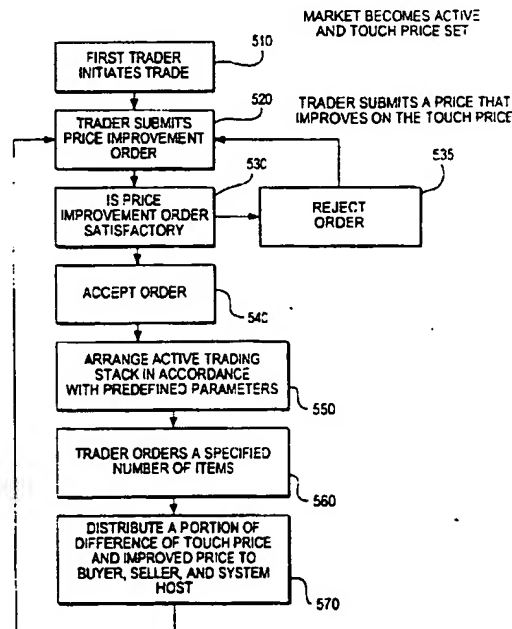 MARKET BECOMES ACTIVE
AND TOUCH PRICE SET
510
FIRST TRADER
INITIATES TRADE
520
TRADER SUBMITS
PRICE IMPROVEMENT
ORDER
TRADER SUBMITS A PRICE THAT
IMPROVES ON THE TOUCH PRICE
530
IS PRICE
IMPROVEMENT ORDER
SATISFACTORY
535
REJECT
ORDER
ACCEPT ORDER
540
ARRANGE ACTIVE TRADING
STACK IN ACCORDANCE
WITH PREDEFINED PARAMETERS
550
TRADER ORDERS A SPECIFIED
NUMBER OF ITEMS
560
DISTRIBUTE A PORTION OF
DIFFERENCE OF TOUCH PRICE
AND IMPROVED PRICE TO
BUYER, SELLER, AND SYSTEM
HOST
570